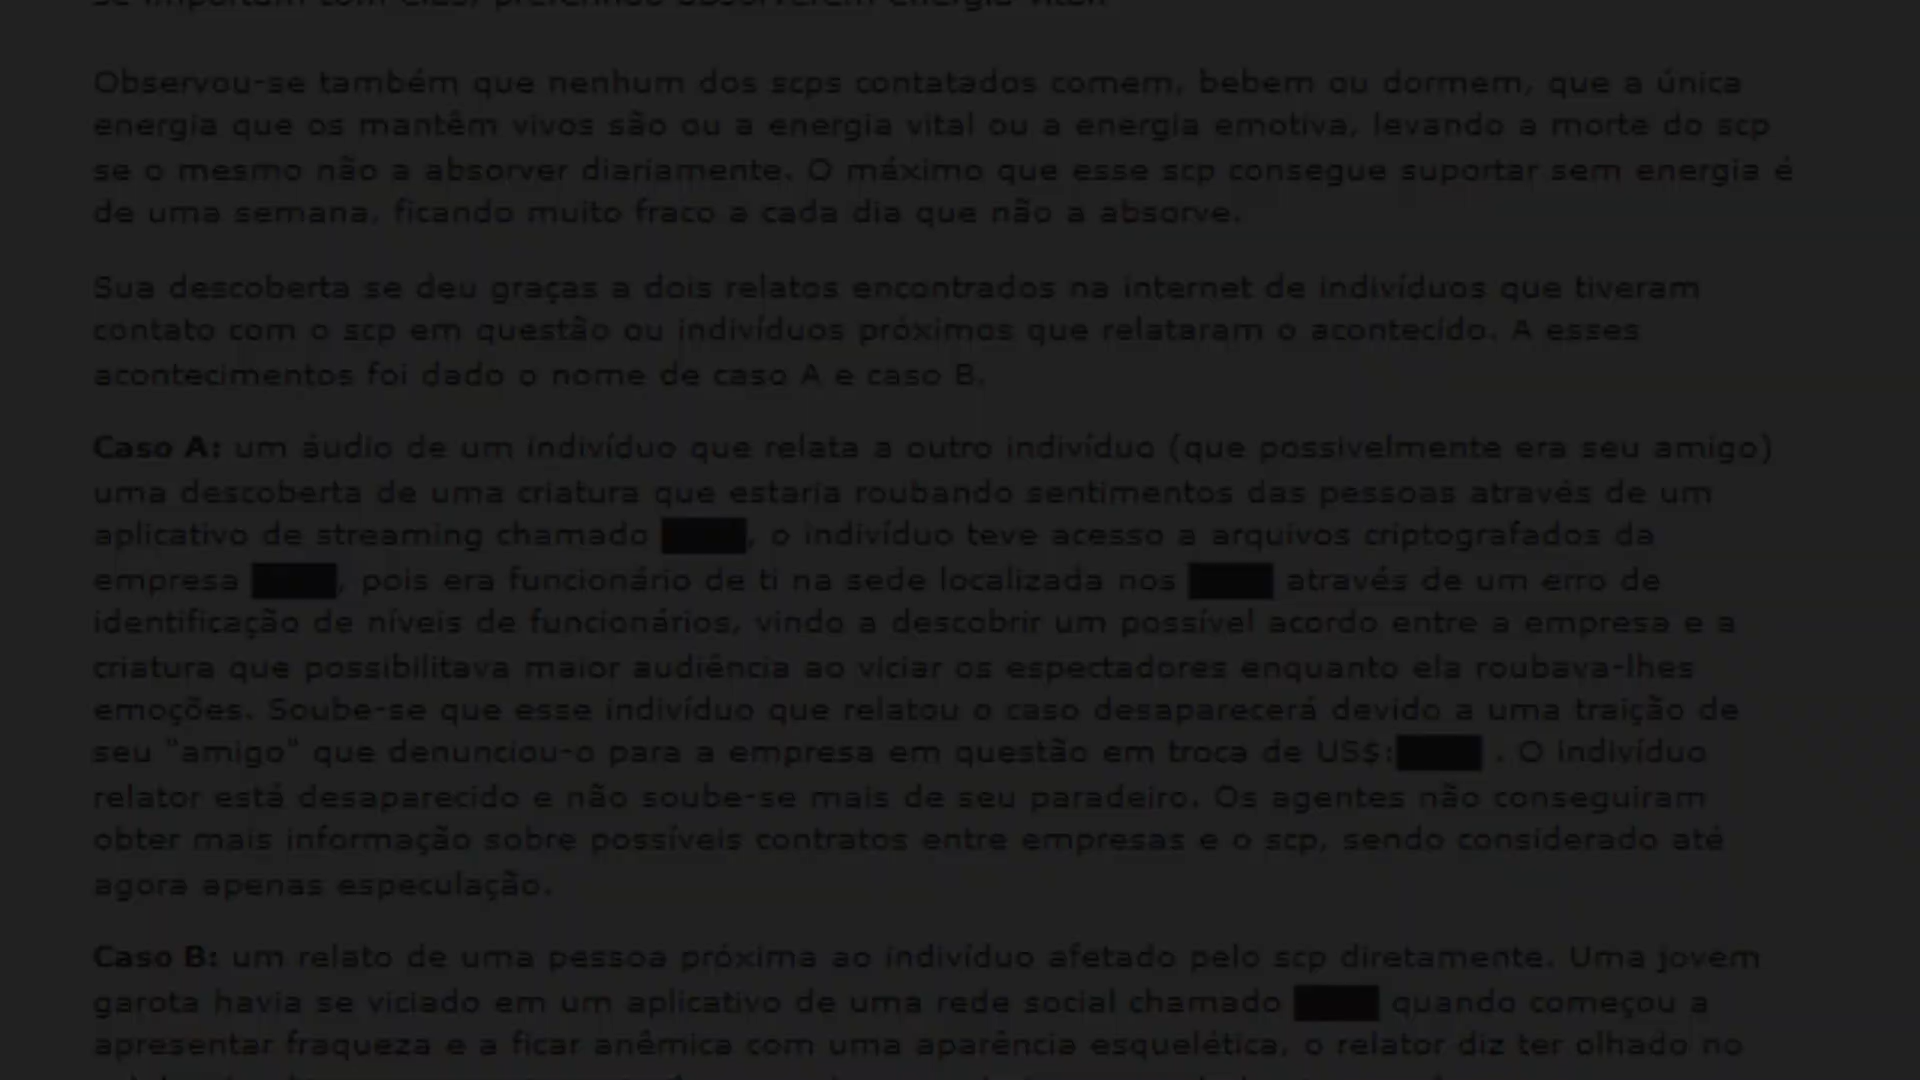 se importam com elas, prevenindo absorverem energia vital.
Observou-se também que nenhum dos scps contatados comem, bebem ou dormem, que a única
energia que os mantêm vivos são ou a energia vital ou a energia emotiva, levando a morte do scp
se o mesmo não a absorver diariamente. O máximo que esse scp consegue suportar sem energia é
de uma semana, ficando muito fraco a cada dia que não a absorve.
Sua descoberta se deu graças a dois relatos encontrados na internet de indivíduos que tiveram
contato com o scp em questão ou indivíduos próximos que relataram o acontecido. A esses
acontecimentos foi dado o nome de caso A e caso B.
Caso A: um áudio de um indivíduo que relata a outro indivíduo (que possivelmente era seu amigo)
uma descoberta de uma criatura que estaria roubando sentimentos das pessoas através de um
aplicativo de streaming chamado , o indivíduo teve acesso a arquivos criptografados da
empresa , pois era funcionário de ti na sede localizada nos através de um erro de
identificação de níveis de funcionários, vindo a descobrir um possível acordo entre a empresa e a
criatura que possibilitava maior audiência ao viciar os espectadores enquanto ela roubava-lhes
emoções. Soube-se que esse indivíduo que relatou o caso desaparecerá devido a uma traição de
seu "amigo" que denunciou-o para a empresa em questão em troca de US$: . O indivíduo
relator está desaparecido e não soube-se mais de seu paradeiro. Os agentes não conseguiram
obter mais informação sobre possíveis contratos entre empresas e o scp, sendo considerado até
agora apenas especulação.
Caso B: um relato de uma pessoa próxima ao indivíduo afetado pelo scp diretamente. Uma jovem
garota havia se viciado em um aplicativo de uma rede social chamado quando começou a
apresentar fraqueza e a ficar anêmica com uma aparência esquelética, o relator diz ter olhado no